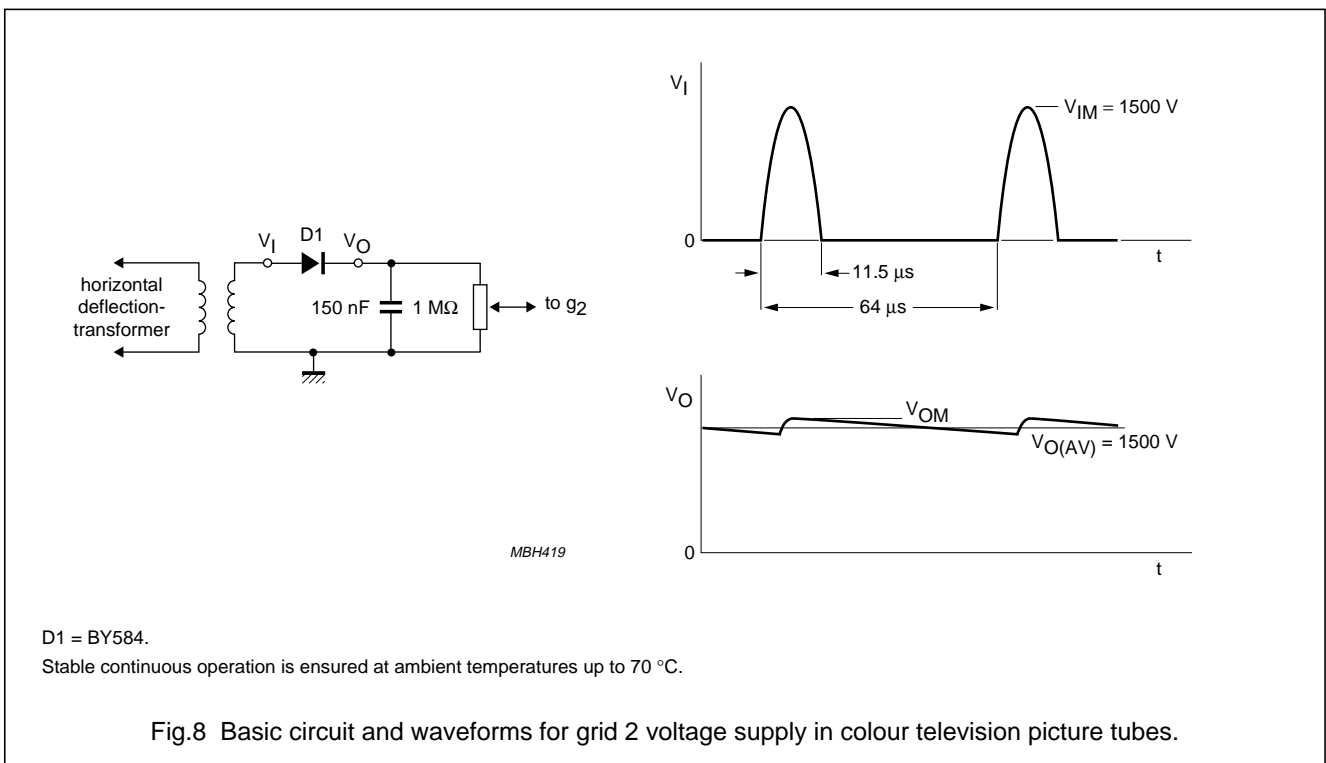 V_I
V_IM = 1500 V
0
t
11.5 µs
64 µs
V_I
D1
V_O
horizontal
deflection-
transformer
150 nF
1 MΩ
to g2
V_O
V_OM
V_O(AV) = 1500 V
0
t
MBH419
D1 = BY584.
Stable continuous operation is ensured at ambient temperatures up to 70 °C.
Fig.8 Basic circuit and waveforms for grid 2 voltage supply in colour television picture tubes.